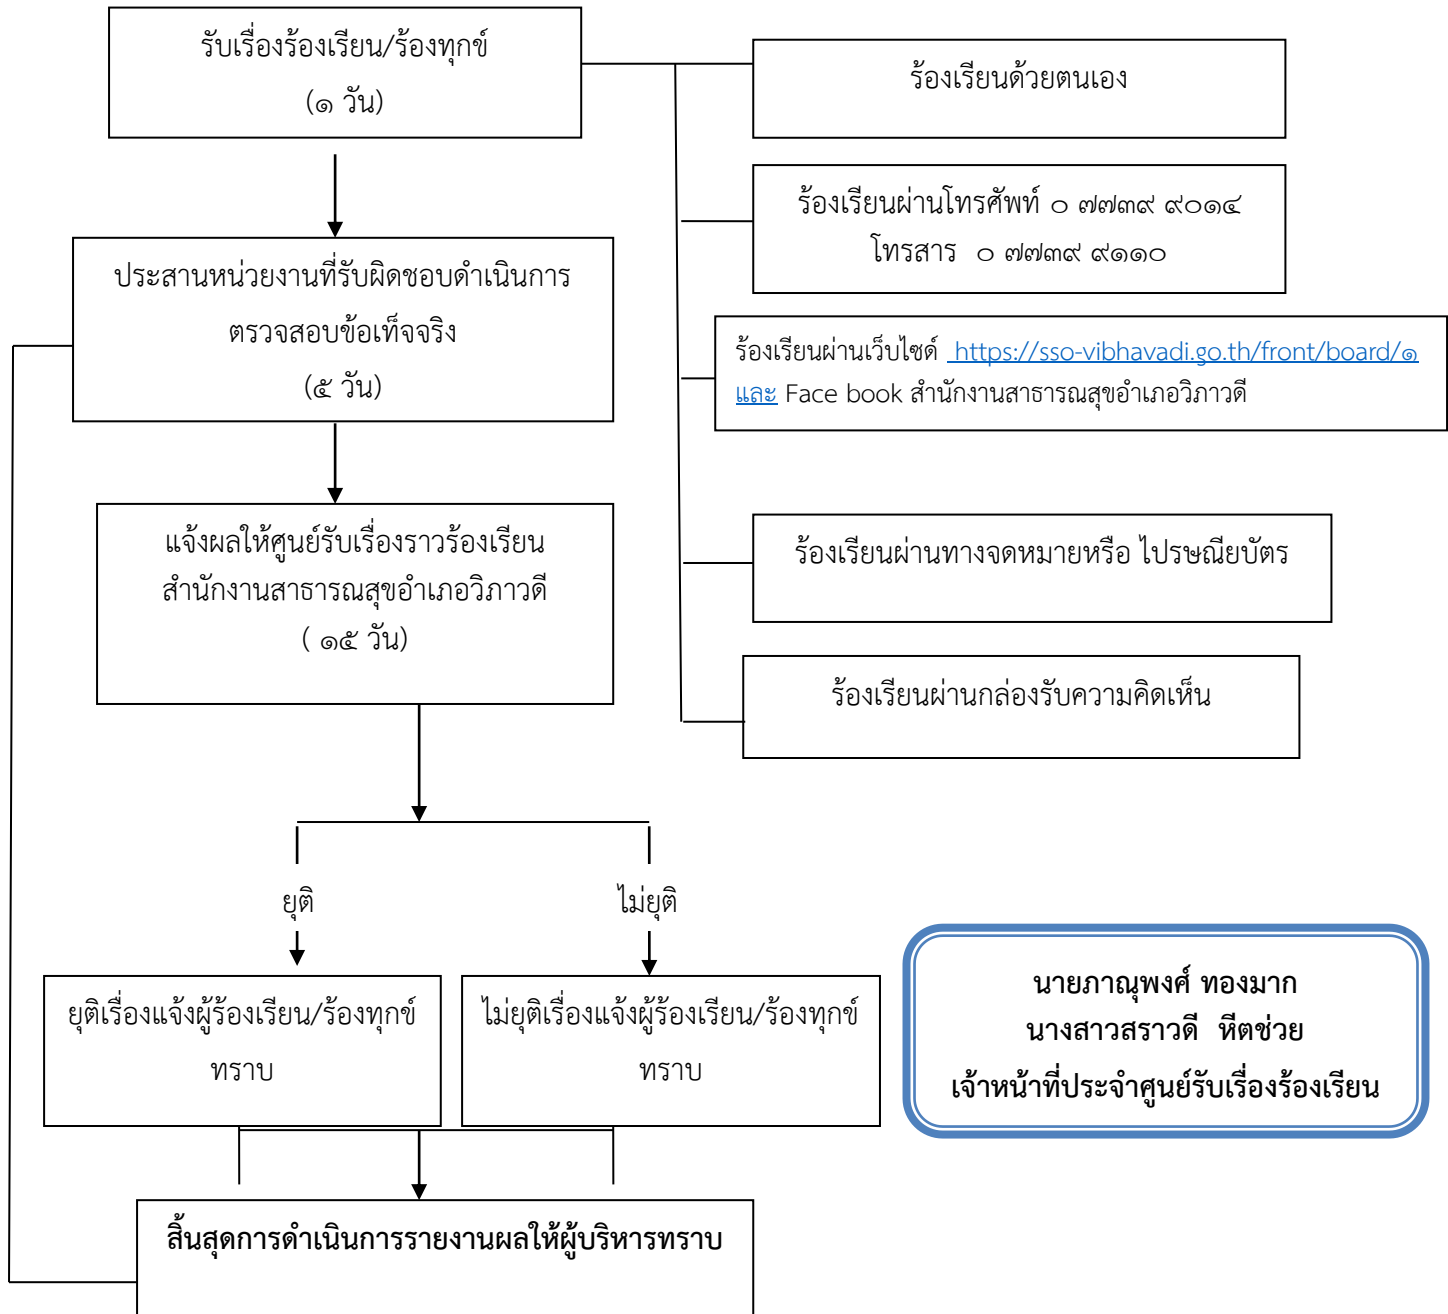 รับเรื่องร้องเรียน/ร้องทุกข์
(๑ วัน)
ร้องเรียนด้วยตนเอง
ร้องเรียนผ่านโทรศัพท์ ๐ ๗๗๓๙ ๙๐๑๔
โทรสาร ๐ ๗๗๓๙ ๙๑๑๐
ประสานหน่วยงานที่รับผิดชอบดำเนินการ
ตรวจสอบข้อเท็จจริง
(๕ วัน)
ร้องเรียนผ่านเว็บไซด์ https://sso-vibhavadi.go.th/front/board/๑
และ Face book สำนักงานสาธารณสุขอำเภอวิภาวดี
แจ้งผลให้ศูนย์รับเรื่องราวร้องเรียน
สำนักงานสาธารณสุขอำเภอวิภาวดี
( ๑๕ วัน)
ร้องเรียนผ่านทางจดหมายหรือ ไปรษณียบัตร
ร้องเรียนผ่านกล่องรับความคิดเห็น
ยุติ
ไม่ยุติ
ยุติเรื่องแจ้งผู้ร้องเรียน/ร้องทุกข์
ทราบ
ไม่ยุติเรื่องแจ้งผู้ร้องเรียน/ร้องทุกข์
ทราบ
นายภาณุพงศ์ ทองมาก
นางสาวสราวดี หีตช่วย
เจ้าหน้าที่ประจำศูนย์รับเรื่องร้องเรียน
สิ้นสุดการดำเนินการรายงานผลให้ผู้บริหารทราบ